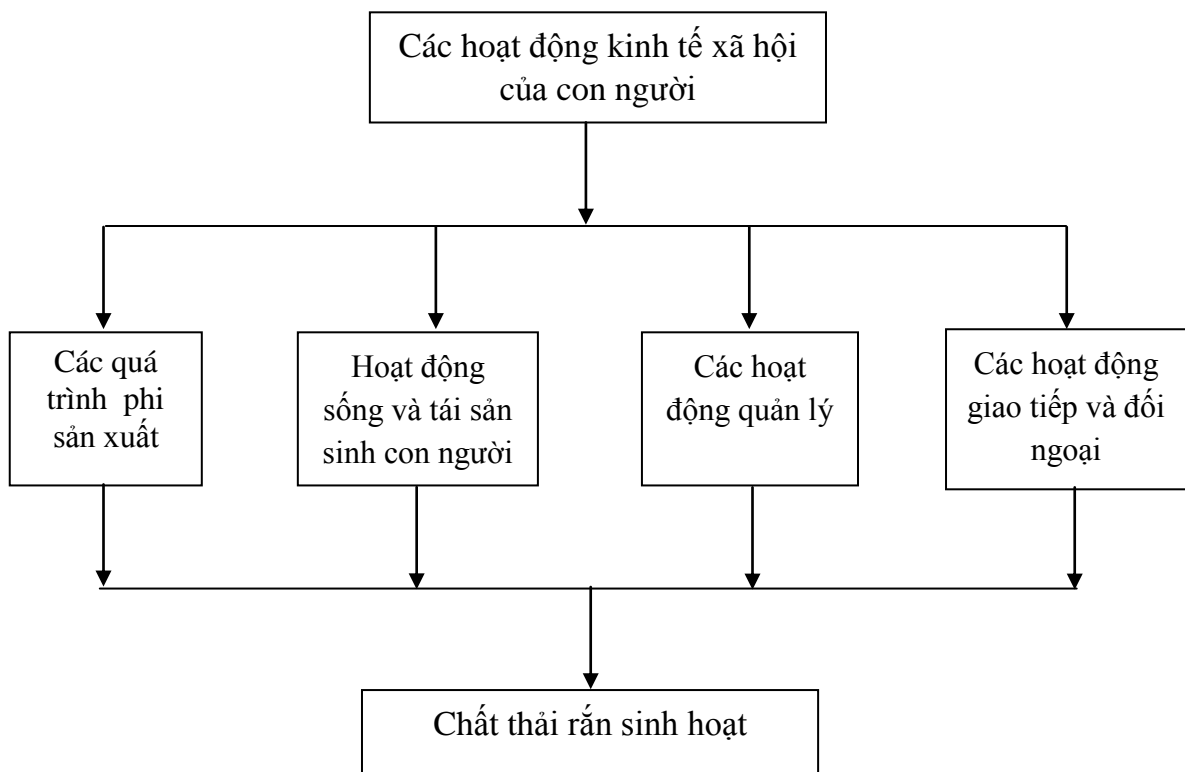 Các hoạt động kinh tế xã hội
của con người
Các quá
trình phi
sản xuất
Hoạt động
sống và tái sản
sinh con người
Các hoạt
động quản lý
Các hoạt động
giao tiếp và đối
ngoại
Chất thải rắn sinh hoạt